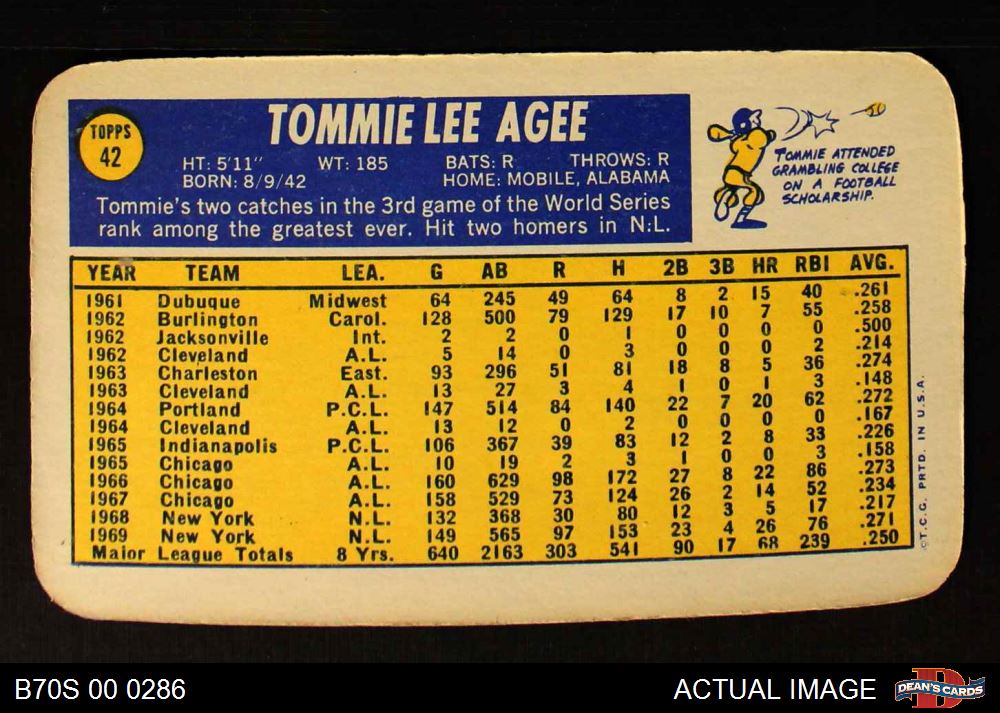 TOPPS
42
TOMMIE LEE AGEE
HT: 5'11" WT: 185 BATS: R THROWS: R
BORN: 8/9/42 HOME: MOBILE, ALABAMA
Tommie's two catches in the 3rd game of the World Series
rank among the greatest ever. Hit two homers in N.L.
TOMMIE ATTENDED
GRAMBLING COLLEGE
ON A FOOTBALL
SCHOLARSHIP.
YEAR TEAM LEA. G AB R H 2B 3B HR RBI AVG.
1961 Dubuque Midwest 64 245 49 64 8 2 15 40 .261
1962 Burlington Carol. 128 500 79 129 17 10 7 55 .258
1962 Jacksonville Int. 2 2 0 1 0 0 0 0 .500
1962 Cleveland A.L. 5 14 0 3 0 0 0 2 .214
1963 Charleston East. 93 296 51 81 18 8 5 36 .274
1963 Cleveland A.L. 13 27 3 4 1 0 1 3 .148
1964 Portland P.C.L. 147 514 84 140 22 7 20 62 .272
1964 Cleveland A.L. 13 12 0 2 0 0 0 0 .167
1965 Indianapolis P.C.L. 106 367 39 83 12 2 8 33 .226
1965 Chicago A.L. 10 19 2 3 1 0 0 3 .158
1966 Chicago A.L. 160 629 98 172 27 8 22 86 .273
1967 Chicago A.L. 158 529 73 124 26 2 14 52 .234
1968 New York N.L. 132 368 30 80 12 3 5 17 .217
1969 New York N.L. 149 565 97 153 23 4 26 76 .271
Major League Totals 8 Yrs. 640 2163 303 541 90 17 68 239 .250
©T.C.G. PRTD. IN U.S.A.
B70S 00 0286
ACTUAL IMAGE
D
DEAN'S CARDS